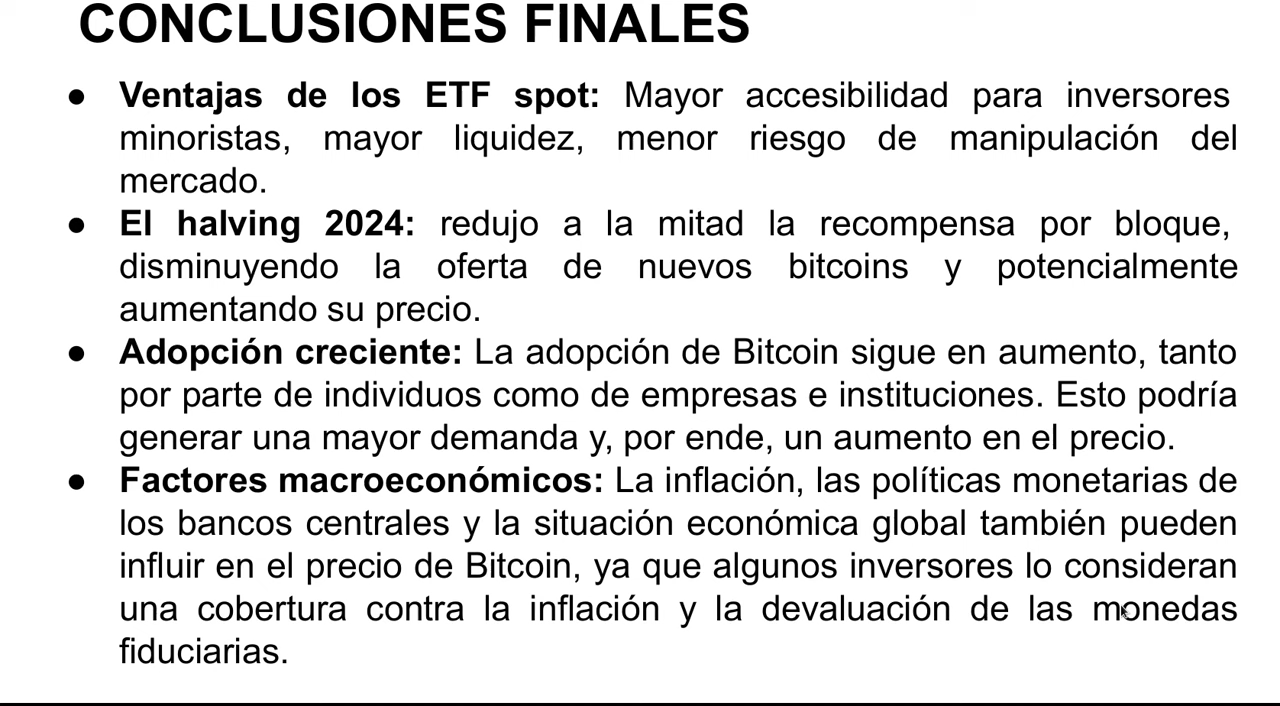 CONCLUSIONES FINALES
● Ventajas de los ETF spot: Mayor accesibilidad para inversores
minoristas, mayor liquidez, menor riesgo de manipulación del
mercado.
● El halving 2024: redujo a la mitad la recompensa por bloque,
disminuyendo la oferta de nuevos bitcoins y potencialmente
aumentando su precio.
● Adopción creciente: La adopción de Bitcoin sigue en aumento, tanto
por parte de individuos como de empresas e instituciones. Esto podría
generar una mayor demanda y, por ende, un aumento en el precio.
● Factores macroeconómicos: La inflación, las políticas monetarias de
los bancos centrales y la situación económica global también pueden
influir en el precio de Bitcoin, ya que algunos inversores lo consideran
una cobertura contra la inflación y la devaluación de las monedas
fiduciarias.